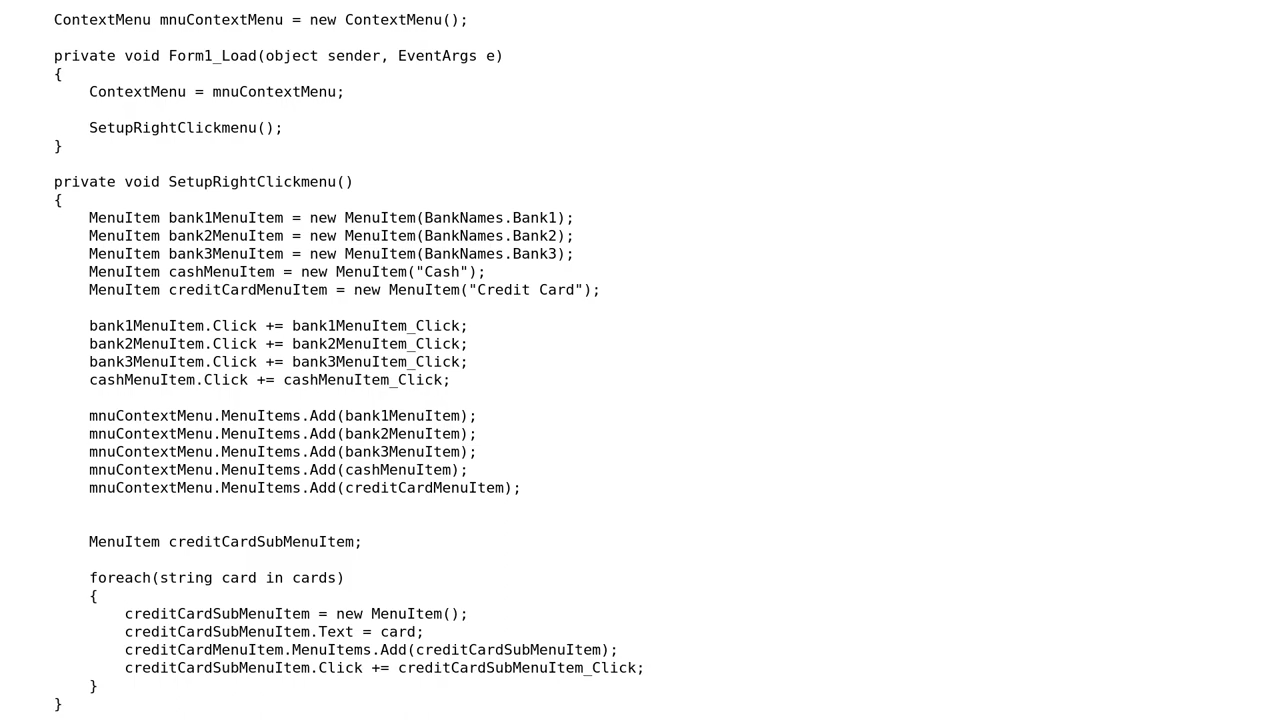 ContextMenu mnuContextMenu = new ContextMenu();
private void Form1_Load(object sender, EventArgs e)
{
ContextMenu = mnuContextMenu;
SetupRightClickmenu();
}
private void SetupRightClickmenu()
{
MenuItem bank1MenuItem = new MenuItem(BankNames.Bank1);
MenuItem bank2MenuItem = new MenuItem(BankNames.Bank2);
MenuItem bank3MenuItem = new MenuItem(BankNames.Bank3);
MenuItem cashMenuItem = new MenuItem("Cash");
MenuItem creditCardMenuItem = new MenuItem("Credit Card");
bank1MenuItem.Click += bank1MenuItem_Click;
bank2MenuItem.Click += bank2MenuItem_Click;
bank3MenuItem.Click += bank3MenuItem_Click;
cashMenuItem.Click += cashMenuItem_Click;
mnuContextMenu.MenuItems.Add(bank1MenuItem);
mnuContextMenu.MenuItems.Add(bank2MenuItem);
mnuContextMenu.MenuItems.Add(bank3MenuItem);
mnuContextMenu.MenuItems.Add(cashMenuItem);
mnuContextMenu.MenuItems.Add(creditCardMenuItem);
MenuItem creditCardSubMenuItem;
foreach(string card in cards)
{
creditCardSubMenuItem = new MenuItem();
creditCardSubMenuItem.Text = card;
creditCardMenuItem.MenuItems.Add(creditCardSubMenuItem);
creditCardSubMenuItem.Click += creditCardSubMenuItem_Click;
}
}